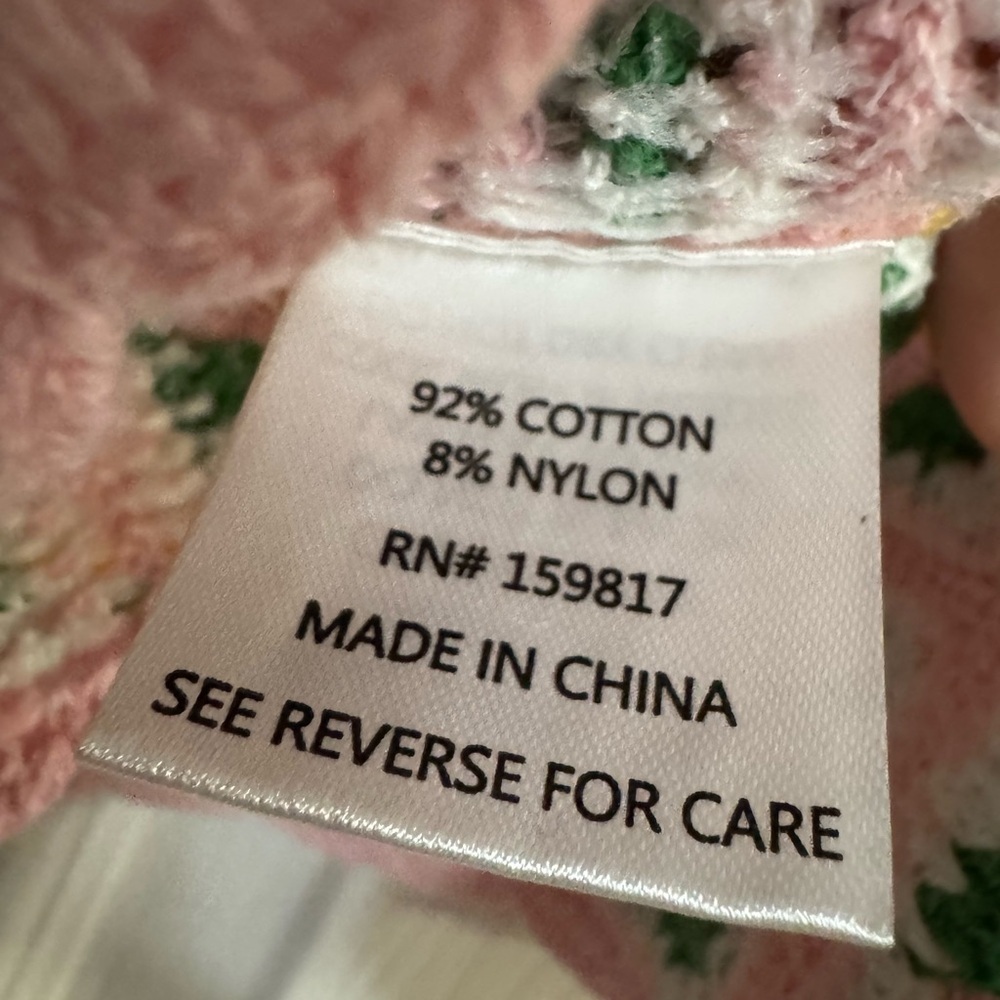 92% COTTON
8% NYLON
RN# 159817
MADE IN CHINA
SEE REVERSE FOR CARE